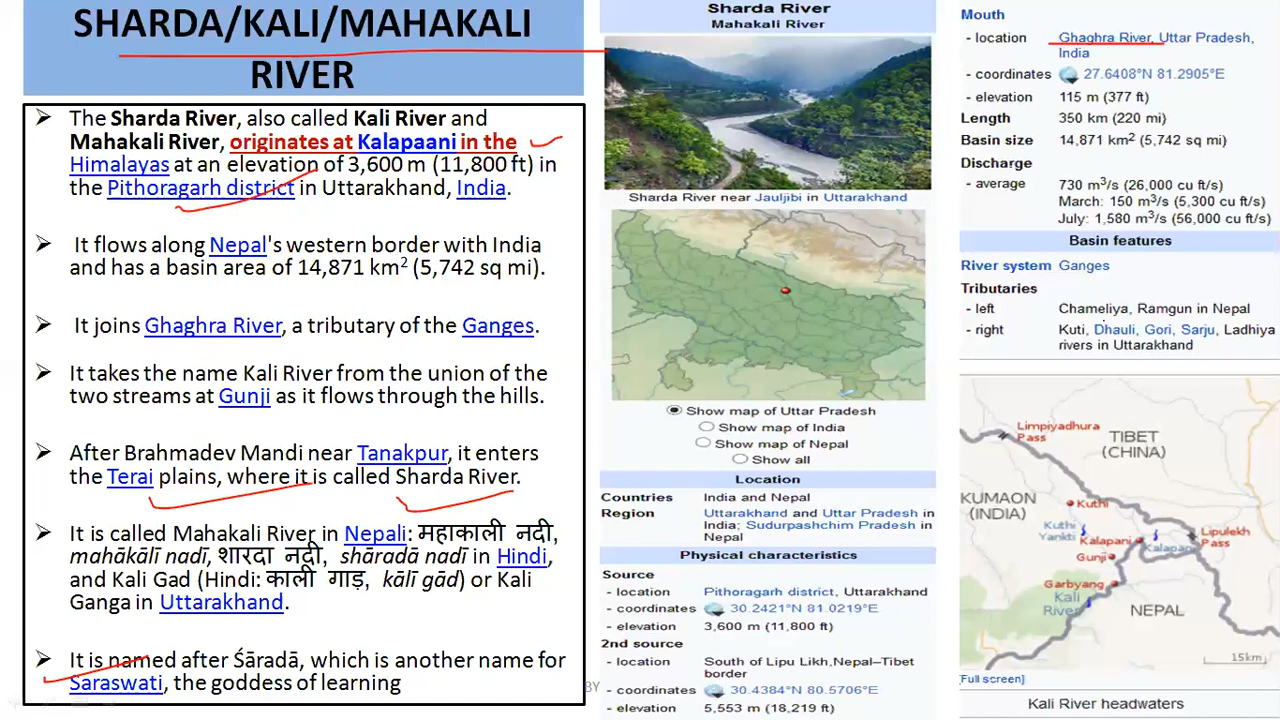 SHARDA/KALI/MAHAKALI
RIVER
➢ The Sharda River, also called Kali River and
Mahakali River, originates at Kalapaani in the
Himalayas at an elevation of 3,600 m (11,800 ft) in
the Pithoragarh district in Uttarakhand, India.
➢ It flows along Nepal's western border with India
and has a basin area of 14,871 km² (5,742 sq mi).
➢ It joins Ghaghra River, a tributary of the Ganges.
➢ It takes the name Kali River from the union of the
two streams at Gunji as it flows through the hills.
➢ After Brahmadev Mandi near Tanakpur, it enters
the Terai plains, where it is called Sharda River.
➢ It is called Mahakali River in Nepali: महाकाली नदी,
mahākālī nadī, शारदा नदी, shāradā nadī in Hindi,
and Kali Gad (Hindi: काली गाड़, kālī gād) or Kali
Ganga in Uttarakhand.
➢ It is named after Śāradā, which is another name for
Saraswati, the goddess of learning
BY
Sharda River
Mahakali River
Sharda River near Jauljibi in Uttarakhand
Show map of Uttar Pradesh
Show map of India
Show map of Nepal
Show all
Location
Countries India and Nepal
Region Uttarakhand and Uttar Pradesh in
India; Sudurpashchim Pradesh in
Nepal
Physical characteristics
Source
- location Pithoragarh district, Uttarakhand
- coordinates 30.2421°N 81.0219°E
- elevation 3,600 m (11,800 ft)
2nd source
- location South of Lipu Likh,Nepal–Tibet
border
- coordinates 30.4384°N 80.5706°E
- elevation 5,553 m (18,219 ft)
Mouth
- location Ghaghra River, Uttar Pradesh,
India
- coordinates 27.6408°N 81.2905°E
- elevation 115 m (377 ft)
Length 350 km (220 mi)
Basin size 14,871 km² (5,742 sq mi)
Discharge
- average 730 m³/s (26,000 cu ft/s)
March: 150 m³/s (5,300 cu ft/s)
July: 1,580 m³/s (56,000 cu ft/s)
Basin features
River system Ganges
Tributaries
- left Chameliya, Ramgun in Nepal
- right Kuti, Dhauli, Gori, Sarju, Ladhiya
rivers in Uttarakhand
Limpiyadhura
Pass
TIBET
(CHINA)
KUMAON
(INDIA)
Kuthi
Kuthi
Yankti
Kalapani
Kalapani
Lipulekh
Pass
Gunji
Garbyang
Kali
River
NEPAL
15km
[Full screen]
Kali River headwaters